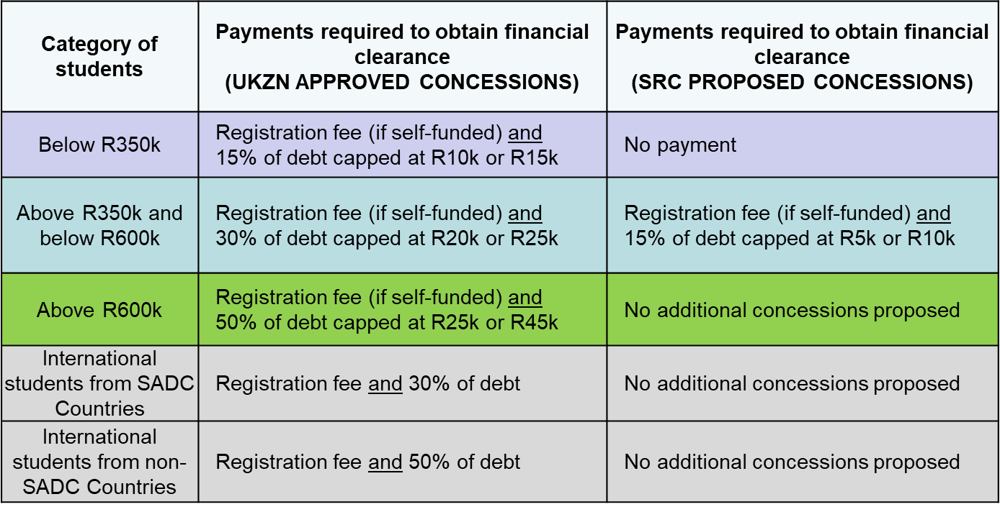 Category of
students
Payments required to obtain financial
clearance
(UKZN APPROVED CONCESSIONS)
Payments required to obtain financial
clearance
(SRC PROPOSED CONCESSIONS)
Below R350k
Registration fee (if self-funded) and
15% of debt capped at R10k or R15k
No payment
Above R350k and
below R600k
Registration fee (if self-funded) and
30% of debt capped at R20k or R25k
Registration fee (if self-funded) and
15% of debt capped at R5k or R10k
Above R600k
Registration fee (if self-funded) and
50% of debt capped at R25k or R45k
No additional concessions proposed
International
students from SADC
Countries
Registration fee and 30% of debt
No additional concessions proposed
International
students from non-
SADC Countries
Registration fee and 50% of debt
No additional concessions proposed